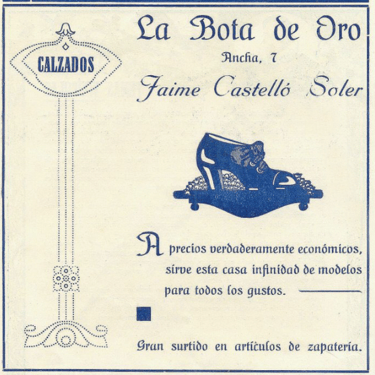 La Bota de Oro
Ancha, 7
CALZADOS
Jaime Castelló Soler
A precios verdaderamente económicos,
sirve esta casa infinidad de modelos
para todos los gustos.
Gran surtido en artículos de zapatería.